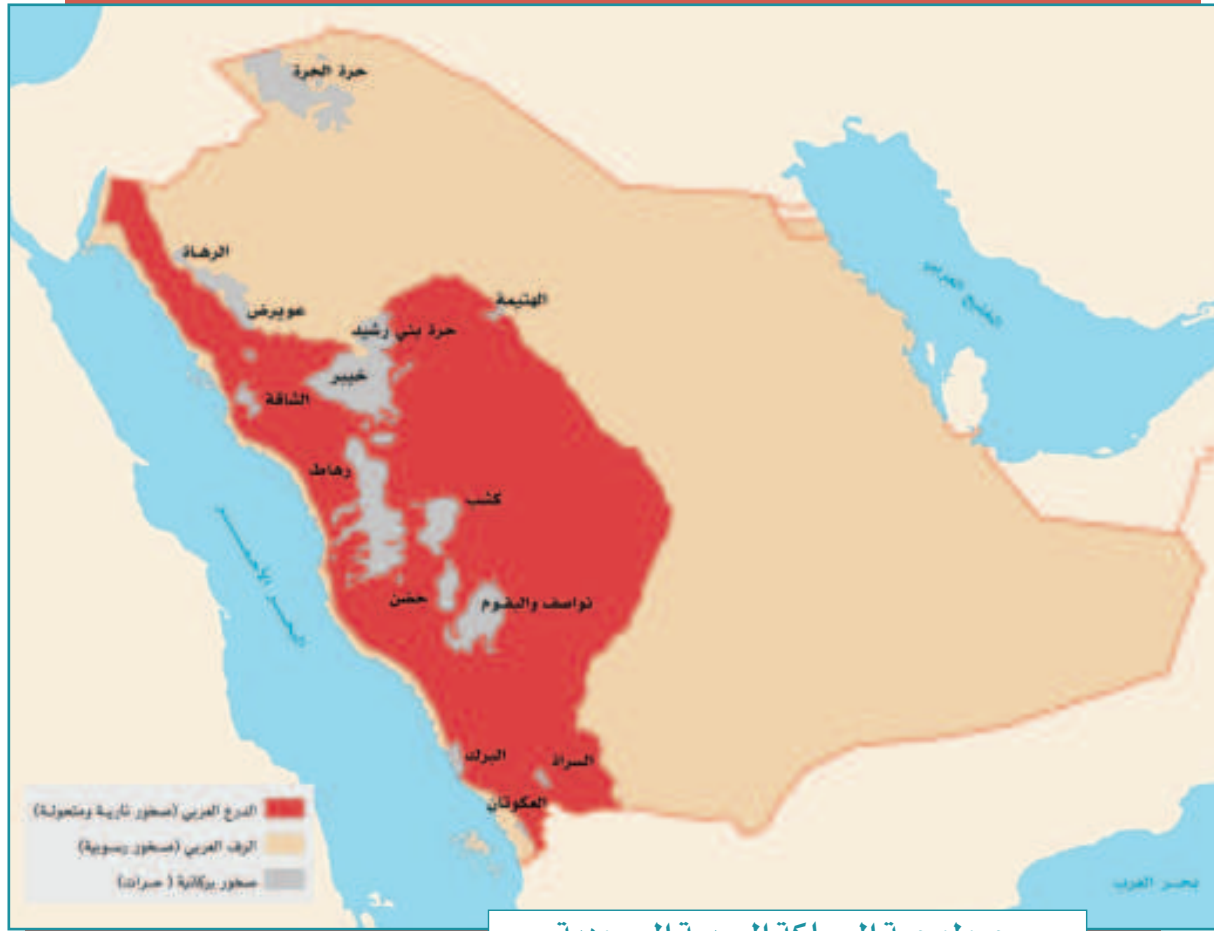 حرة الحرة
الرهاة
عويرض
الهتيمة
حرة بني رشيد
خيبر
الشاقة
الخليج العربي
رهاط
كشب
حضن
نواصف والبقوم
البحر الأحمر
البرك
السراة
العكوتان
الدرع العربي (صخور نارية ومتحولة)
الرف العربي (صخور رسوبية)
صخور بركانية (حرات)
بحر العرب